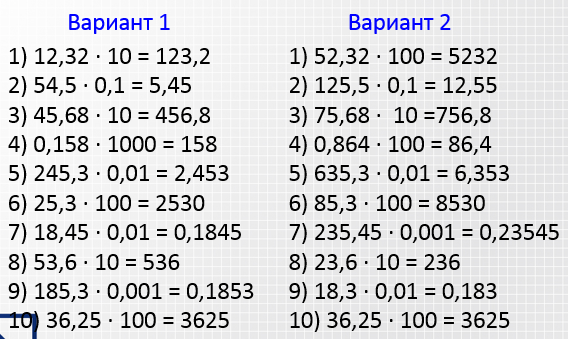 Вариант 1
1) 12,32 · 10 = 123,2
2) 54,5 · 0,1 = 5,45
3) 45,68 · 10 = 456,8
4) 0,158 · 1000 = 158
5) 245,3 · 0,01 = 2,453
6) 25,3 · 100 = 2530
7) 18,45 · 0,01 = 0,1845
8) 53,6 · 10 = 536
9) 185,3 · 0,001 = 0,1853
10) 36,25 · 100 = 3625
Вариант 2
1) 52,32 · 100 = 5232
2) 125,5 · 0,1 = 12,55
3) 75,68 ·  10 =756,8
4) 0,864 · 100 = 86,4
5) 635,3 · 0,01 = 6,353
6) 85,3 · 100 = 8530
7) 235,45 · 0,001 = 0,23545
8) 23,6 · 10 = 236
9) 18,3 · 0,01 = 0,183
10) 36,25 · 100 = 3625